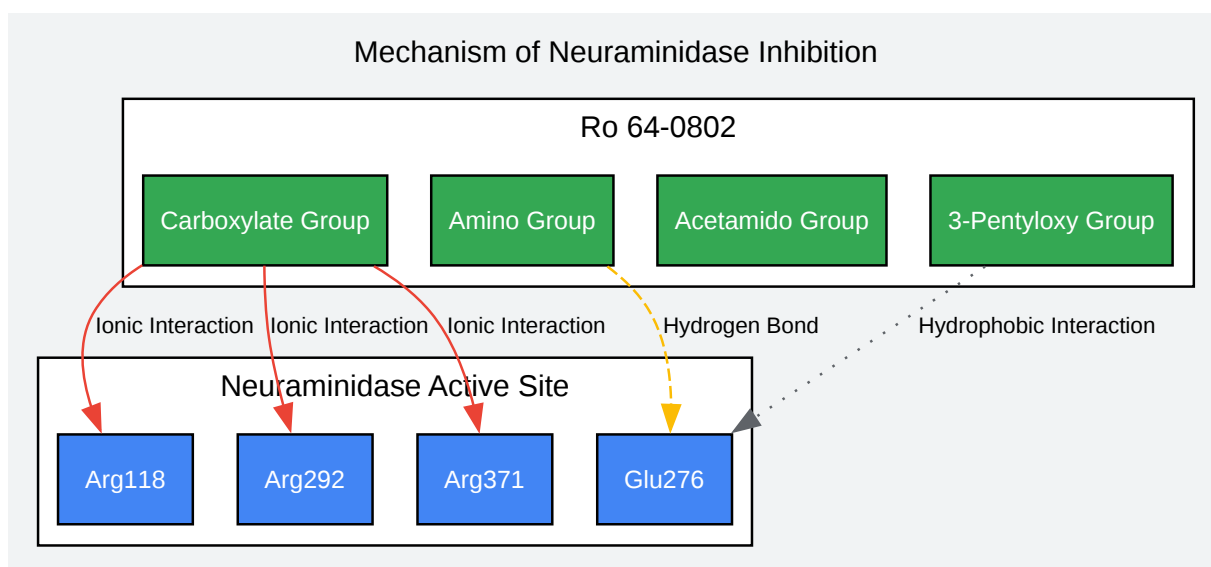 Mechanism of Neuraminidase Inhibition
Ro 64-0802
Carboxylate Group
Amino Group
Acetamido Group
3-Pentyloxy Group
Ionic Interaction
Ionic Interaction
Ionic Interaction
Hydrogen Bond
Hydrophobic Interaction
Neuraminidase Active Site
Arg118
Arg292
Arg371
Glu276